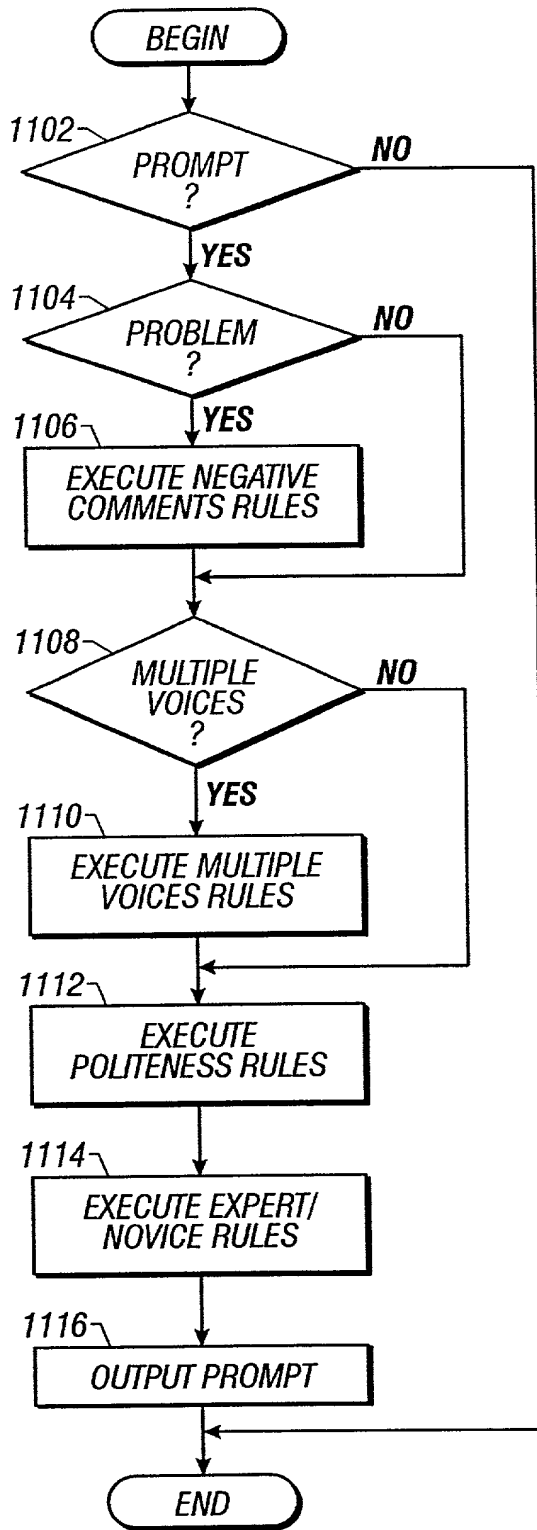 BEGIN
1102
PROMPT
?
NO
YES
1104
PROBLEM
?
NO
YES
1106
EXECUTE NEGATIVE
COMMENTS RULES
1108
MULTIPLE
VOICES
?
NO
YES
1110
EXECUTE MULTIPLE
VOICES RULES
1112
EXECUTE
POLITENESS RULES
1114
EXECUTE EXPERT/
NOVICE RULES
1116
OUTPUT PROMPT
END